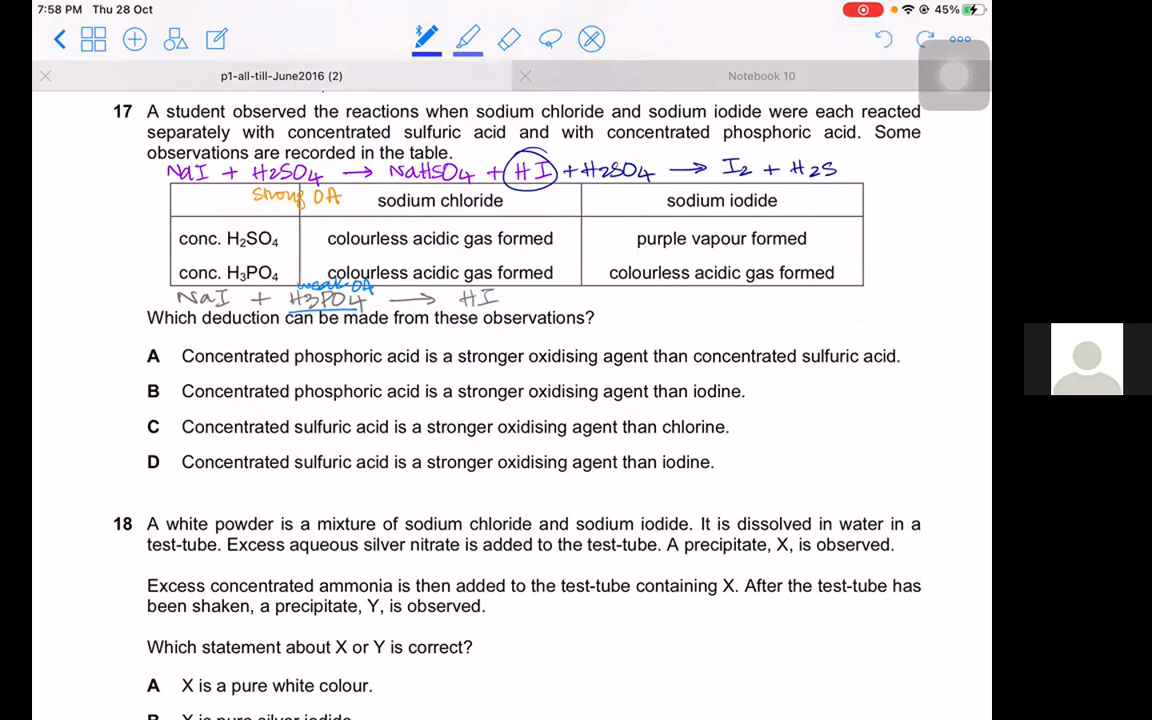 7:58 PM Thu 28 Oct
45%
p1-all-till-June2016 (2)
Notebook 10
17 A student observed the reactions when sodium chloride and sodium iodide were each reacted
separately with concentrated sulfuric acid and with concentrated phosphoric acid. Some
observations are recorded in the table.
NaI + H2SO4 → NaHSO4 + HI + H2SO4 → I2 + H2S
strong OA
sodium chloride sodium iodide
conc. H₂SO₄ colourless acidic gas formed purple vapour formed
conc. H₃PO₄ colourless acidic gas formed colourless acidic gas formed
weak OA
NaI + H3PO4 → HI
Which deduction can be made from these observations?
A Concentrated phosphoric acid is a stronger oxidising agent than concentrated sulfuric acid.
B Concentrated phosphoric acid is a stronger oxidising agent than iodine.
C Concentrated sulfuric acid is a stronger oxidising agent than chlorine.
D Concentrated sulfuric acid is a stronger oxidising agent than iodine.
18 A white powder is a mixture of sodium chloride and sodium iodide. It is dissolved in water in a
test-tube. Excess aqueous silver nitrate is added to the test-tube. A precipitate, X, is observed.
Excess concentrated ammonia is then added to the test-tube containing X. After the test-tube has
been shaken, a precipitate, Y, is observed.
Which statement about X or Y is correct?
A X is a pure white colour.
B X is pure silver iodide.